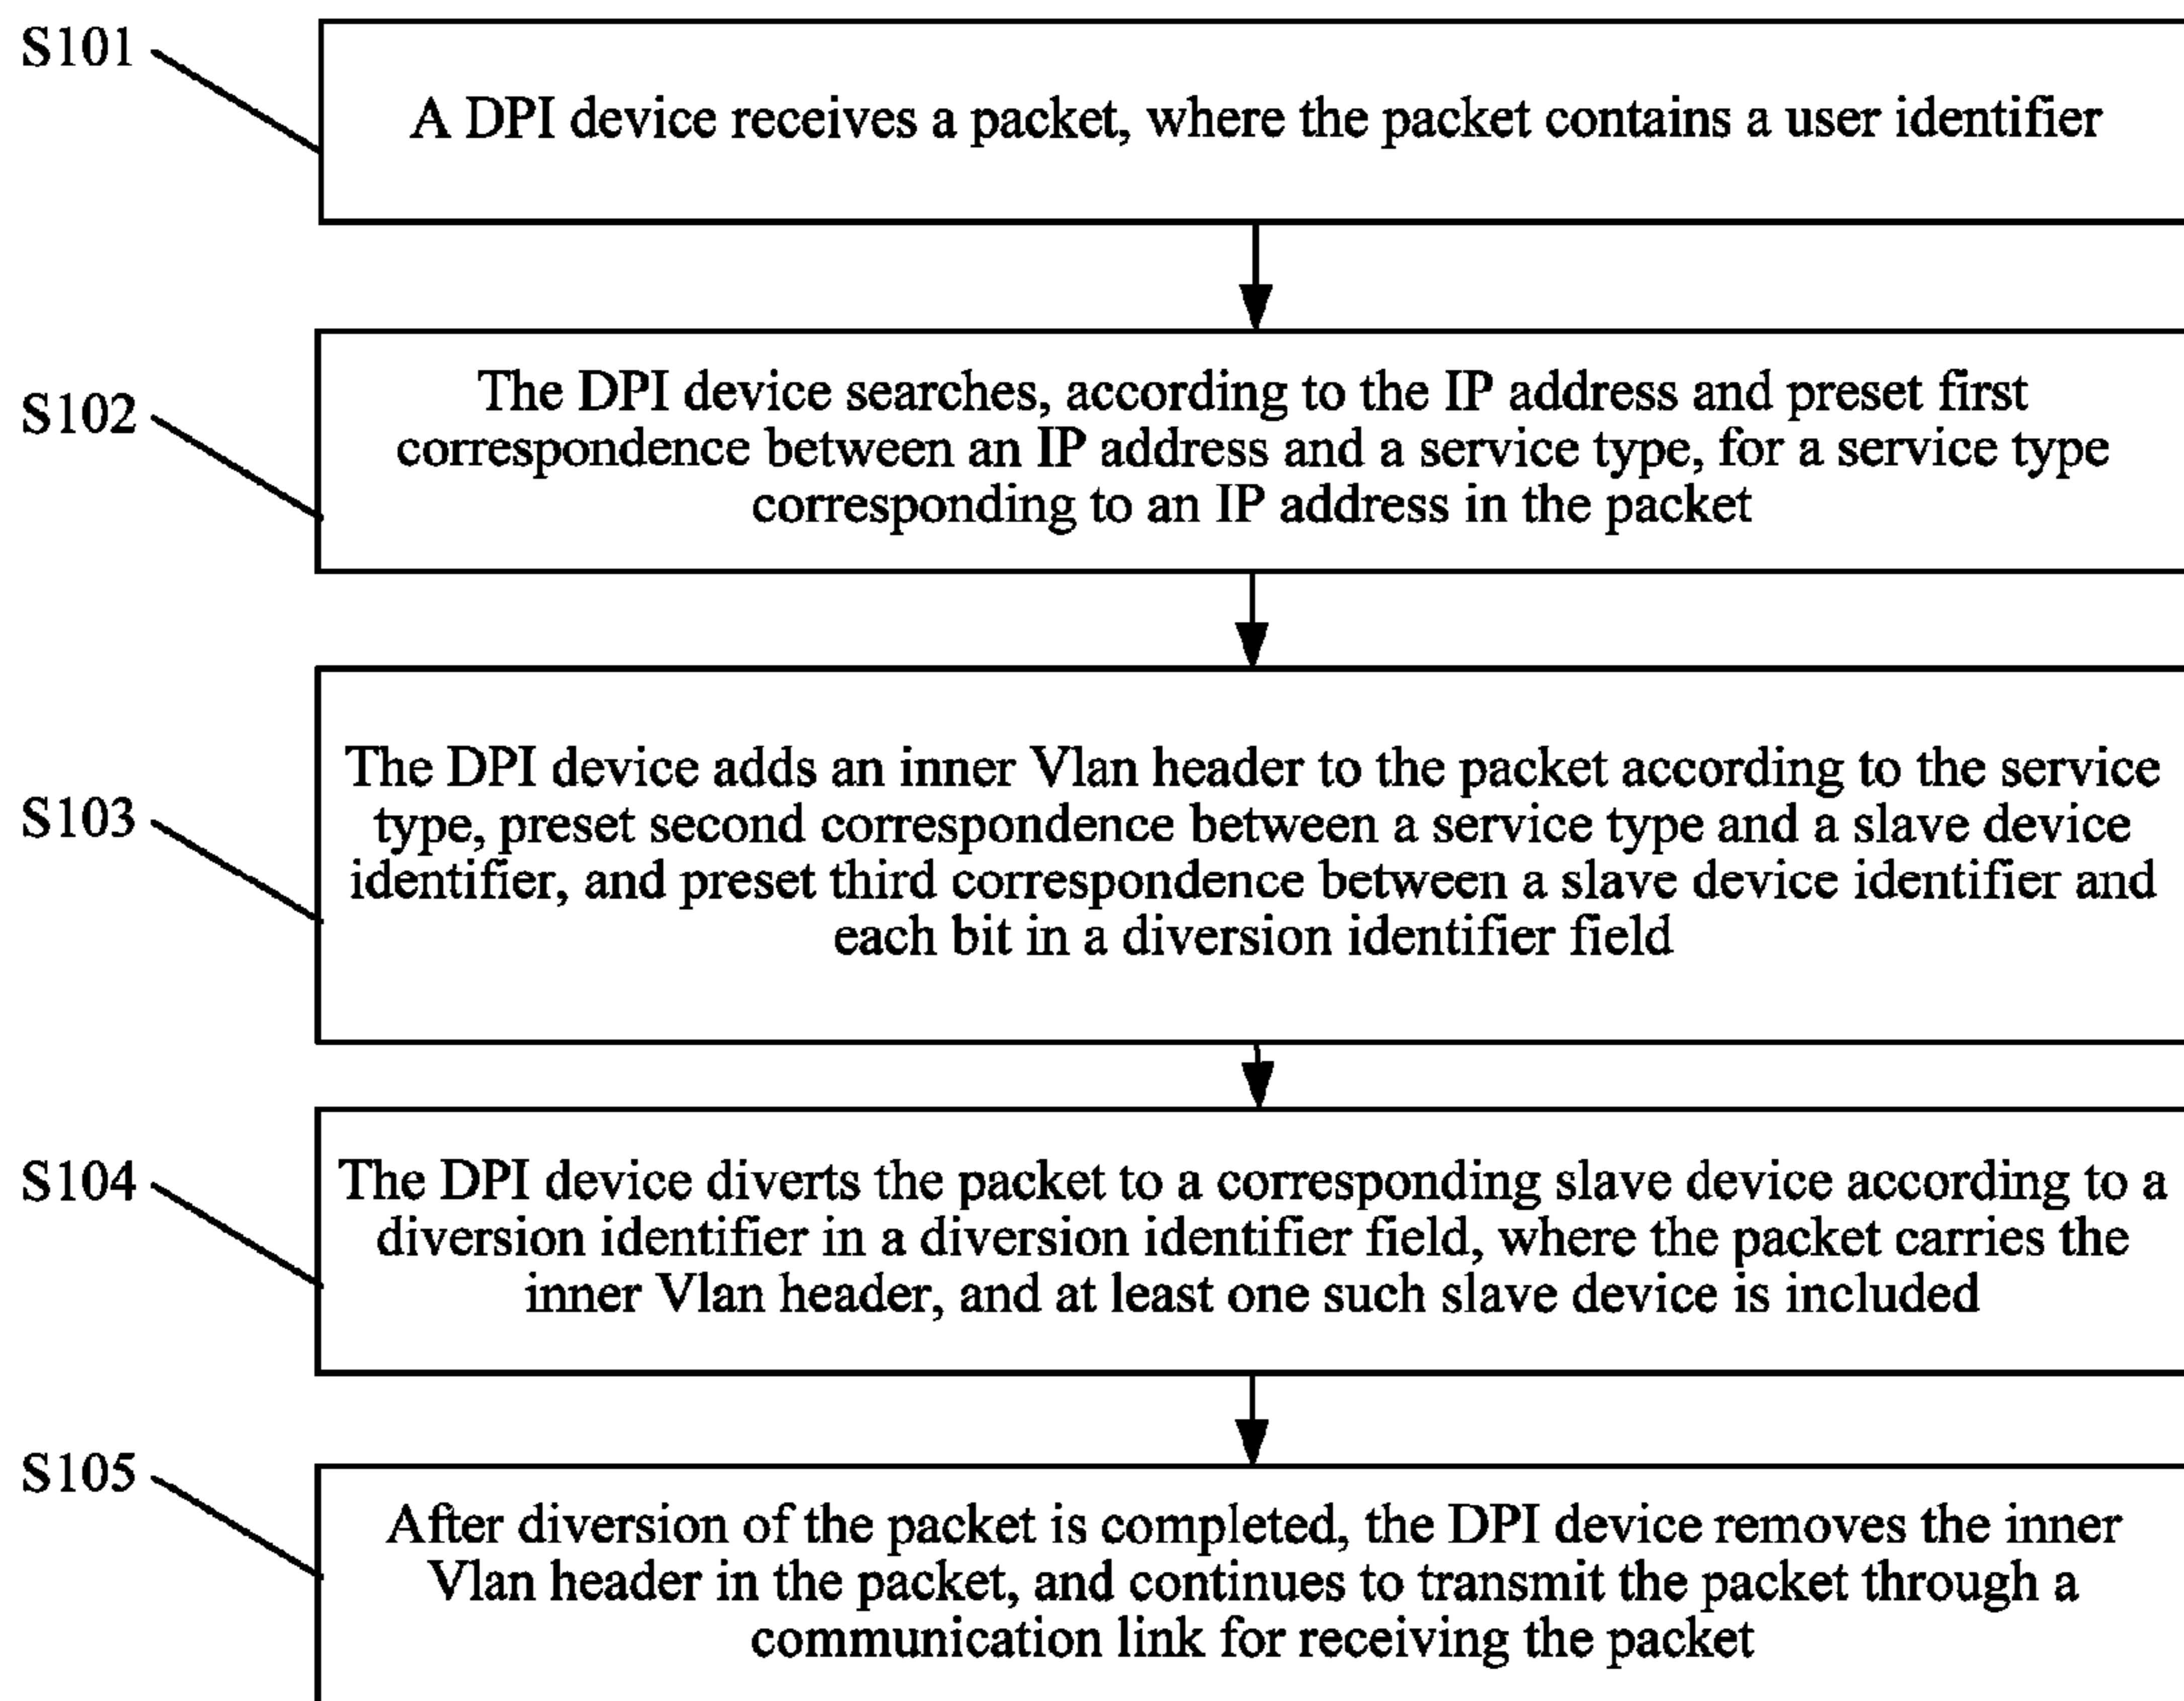 S101
A DPI device receives a packet, where the packet contains a user identifier
S102
The DPI device searches, according to the IP address and preset first
correspondence between an IP address and a service type, for a service type
corresponding to an IP address in the packet
S103
The DPI device adds an inner Vlan header to the packet according to the service
type, preset second correspondence between a service type and a slave device
identifier, and preset third correspondence between a slave device identifier and
each bit in a diversion identifier field
S104
The DPI device diverts the packet to a corresponding slave device according to a
diversion identifier in a diversion identifier field, where the packet carries the
inner Vlan header, and at least one such slave device is included
S105
After diversion of the packet is completed, the DPI device removes the inner
Vlan header in the packet, and continues to transmit the packet through a
communication link for receiving the packet